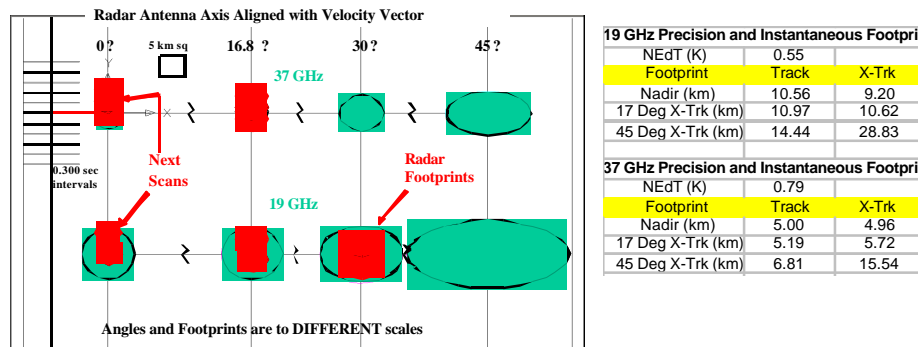 Radar Antenna Axis Aligned with Velocity Vector
0 ?
5 km sq
16.8 ?
30 ?
45 ?
37 GHz
X
0.300 sec
intervals
Next
Scans
Radar
Footprints
19 GHz
Angles and Footprints are to DIFFERENT scales
19 GHz Precision and Instantaneous Footpri
NEdT (K) 0.55
Footprint Track X-Trk
Nadir (km) 10.56 9.20
17 Deg X-Trk (km) 10.97 10.62
45 Deg X-Trk (km) 14.44 28.83
37 GHz Precision and Instantaneous Footpri
NEdT (K) 0.79
Footprint Track X-Trk
Nadir (km) 5.00 4.96
17 Deg X-Trk (km) 5.19 5.72
45 Deg X-Trk (km) 6.81 15.54